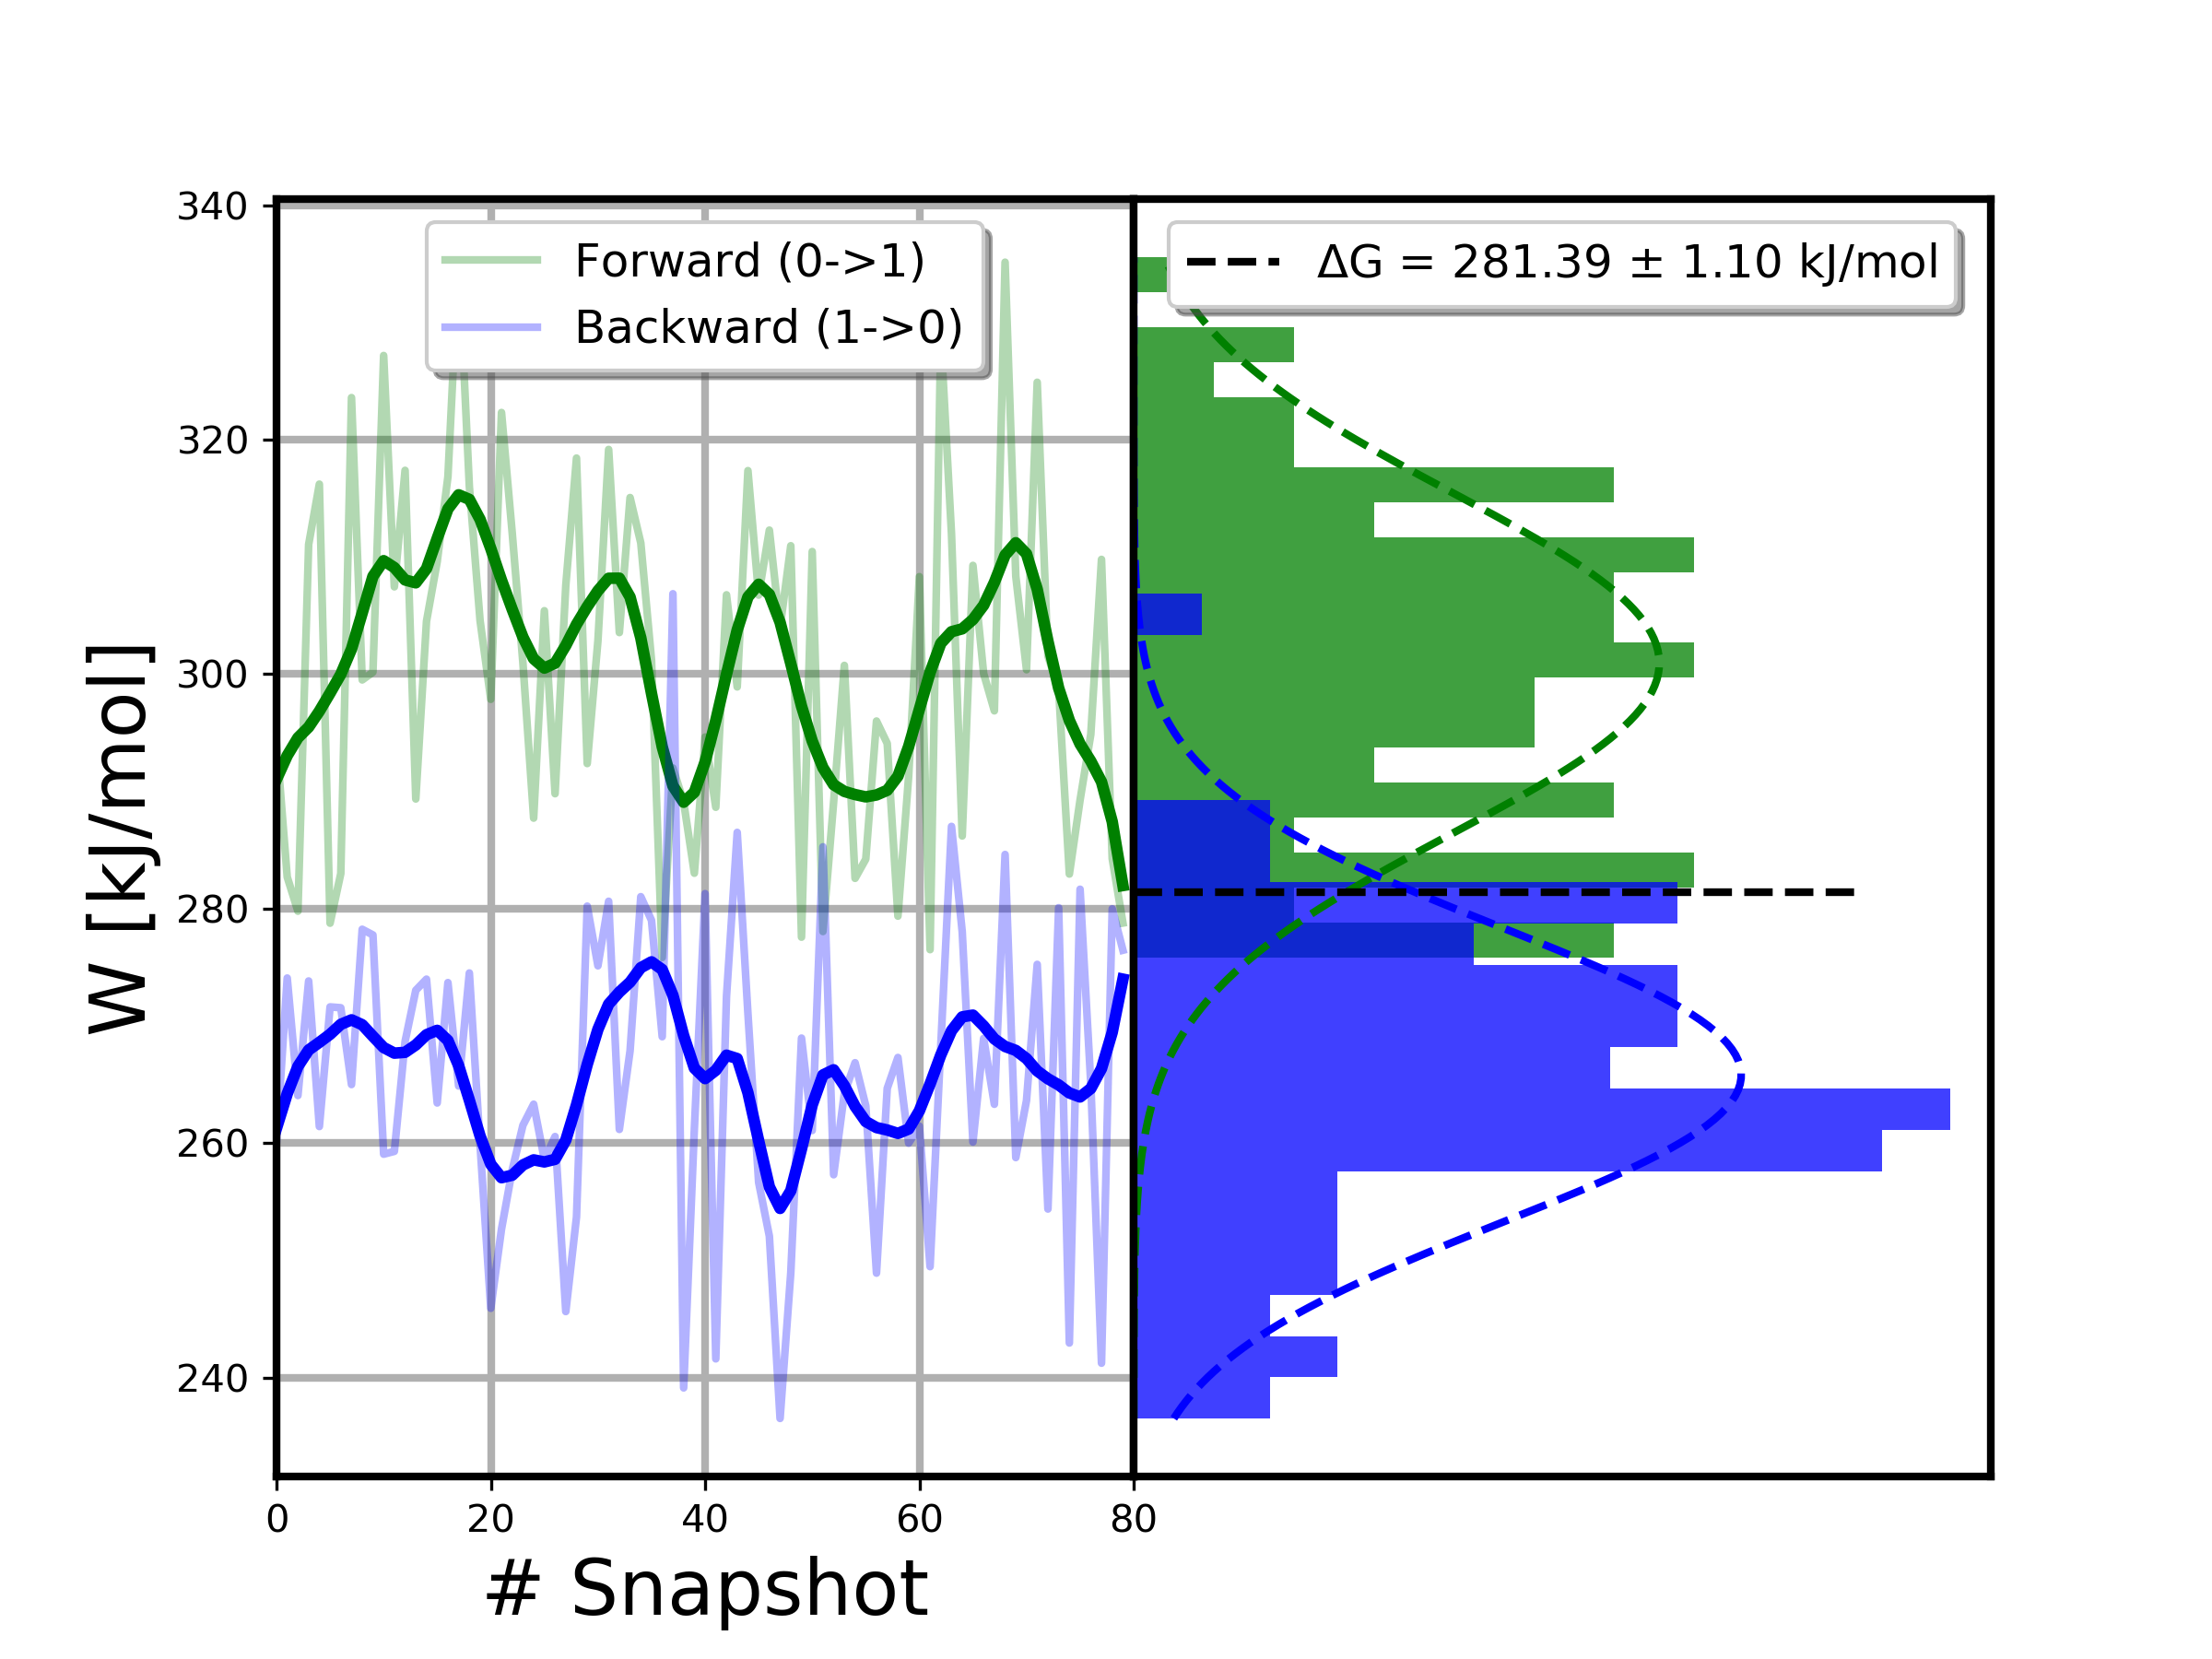 Forward (0->1)
Backward (1->0)
ΔG = 281.39 ± 1.10 kJ/mol
W [kJ/mol]
340
320
300
280
260
240
0 20 40 60 80
# Snapshot